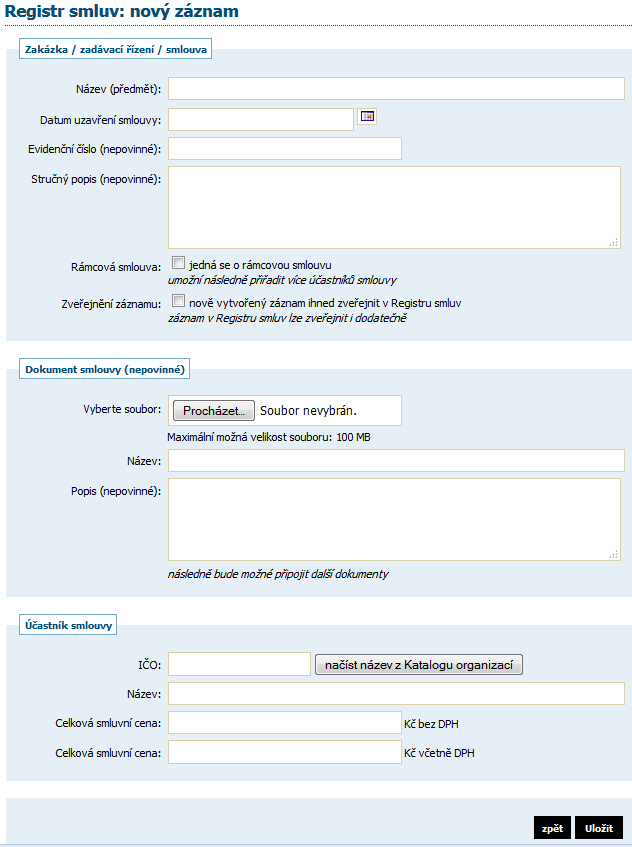 Registr smluv: nový záznam
Zakázka / zadávací řízení / smlouva
Název (předmět):
Datum uzavření smlouvy:
Evidenční číslo (nepovinné):
Stručný popis (nepovinné):
Rámcová smlouva: jedná se o rámcovou smlouvu
umožní následně přiřadit více účastníků smlouvy
Zveřejnění záznamu: nově vytvořený záznam ihned zveřejnit v Registru smluv
záznam v Registru smluv lze zveřejnit i dodatečně
Dokument smlouvy (nepovinné)
Vyberte soubor: Procházet... Soubor nevybrán.
Maximální možná velikost souboru: 100 MB
Název:
Popis (nepovinné):
následně bude možné připojit další dokumenty
Účastník smlouvy
IČO: načíst název z Katalogu organizací
Název:
Celková smluvní cena: Kč bez DPH
Celková smluvní cena: Kč včetně DPH
zpět Uložit